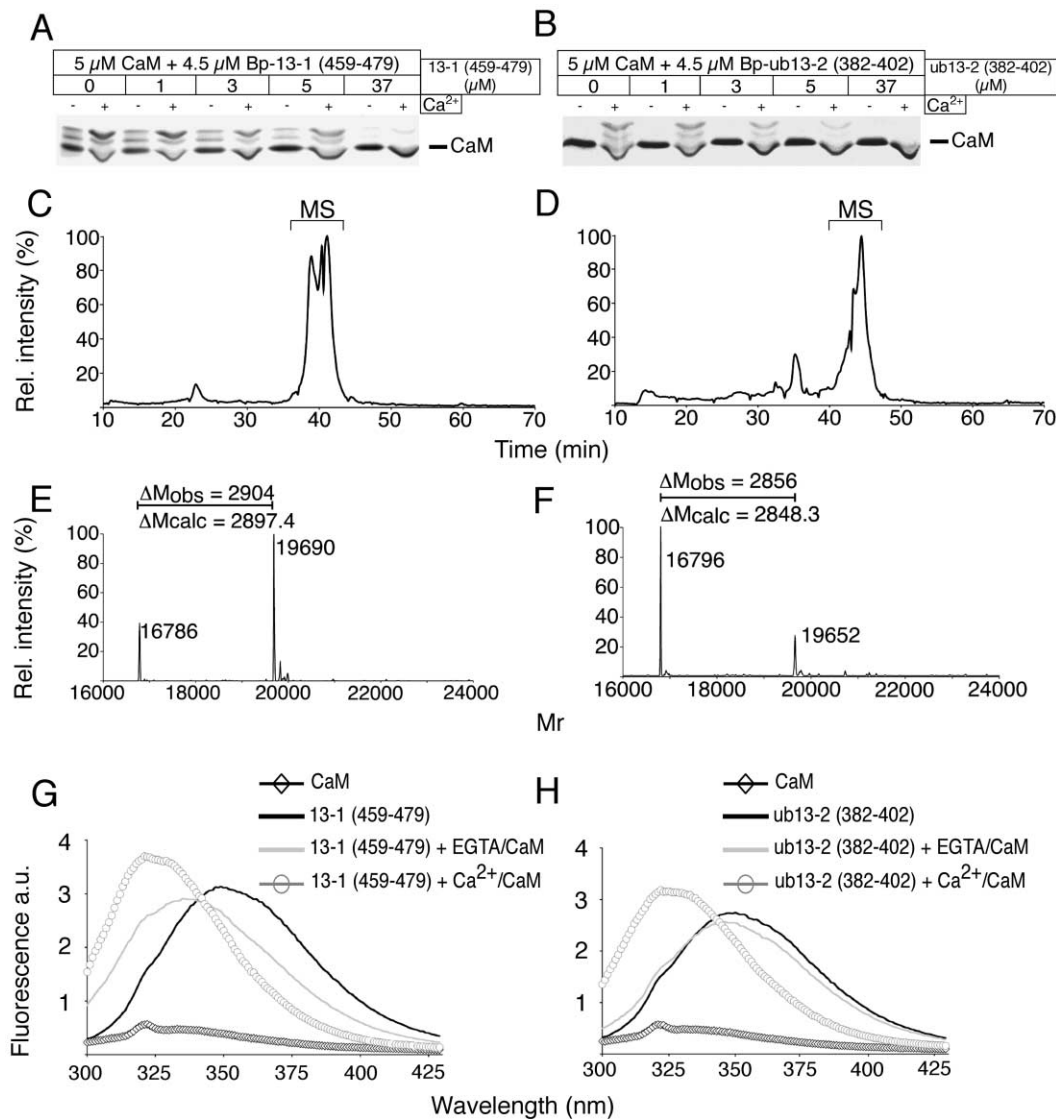 A
5 µM CaM + 4.5 µM Bp-13-1 (459-479)
13-1 (459-479)
(µM)
0 1 3 5 37
- + - + - + - + - + Ca2+
CaM
B
5 µM CaM + 4.5 µM Bp-ub13-2 (382-402)
ub13-2 (382-402)
(µM)
0 1 3 5 37
- + - + - + - + - + Ca2+
CaM
C
MS
Rel. intensity (%)
100
80
60
40
20
10 20 30 40 50 60 70
D
MS
100
80
60
40
20
10 20 30 40 50 60 70
Time (min)
E
ΔMobs = 2904
ΔMcalc = 2897.4
Rel. intensity (%)
100
80
60
40
20
19690
16786
16000 18000 20000 22000 24000
F
ΔMobs = 2856
ΔMcalc = 2848.3
100
80
60
40
20
16796
19652
16000 18000 20000 22000 24000
Mr
G
CaM
13-1 (459-479)
13-1 (459-479) + EGTA/CaM
13-1 (459-479) + Ca2+/CaM
Fluorescence a.u.
4
3
2
1
300 325 350 375 400 425
H
CaM
ub13-2 (382-402)
ub13-2 (382-402) + EGTA/CaM
ub13-2 (382-402) + Ca2+/CaM
4
3
2
1
300 325 350 375 400 425
Wavelength (nm)